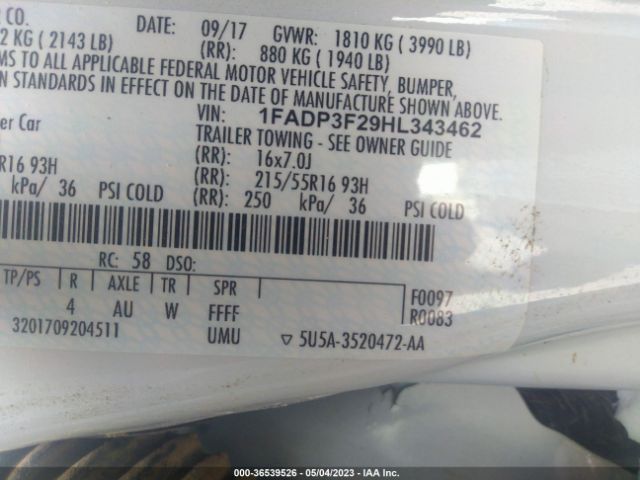 CO. DATE: 09/17 GVWR: 1810 KG ( 3990 LB)
2 KG ( 2143 LB) (RR): 880 KG ( 1940 LB)
MS TO ALL APPLICABLE FEDERAL MOTOR VEHICLE SAFETY, BUMPER,
N STANDARDS IN EFFECT ON THE DATE OF MANUFACTURE SHOWN ABOVE.
VIN: 1FADP3F29HL343462
er Car TRAILER TOWING - SEE OWNER GUIDE
(RR): 16x7.0J
R16 93H (RR): 215/55R16 93H
kPa/ 36 PSI COLD (RR): 250 kPa/ 36 PSI COLD
RC: 58 DSO:
TP/PS R AXLE TR SPR F0097
4 AU W FFFF R0083
3201709204511 UMU ▽ 5U5A-3520472-AA
000-36539526 - 05/04/2023 - IAA Inc.